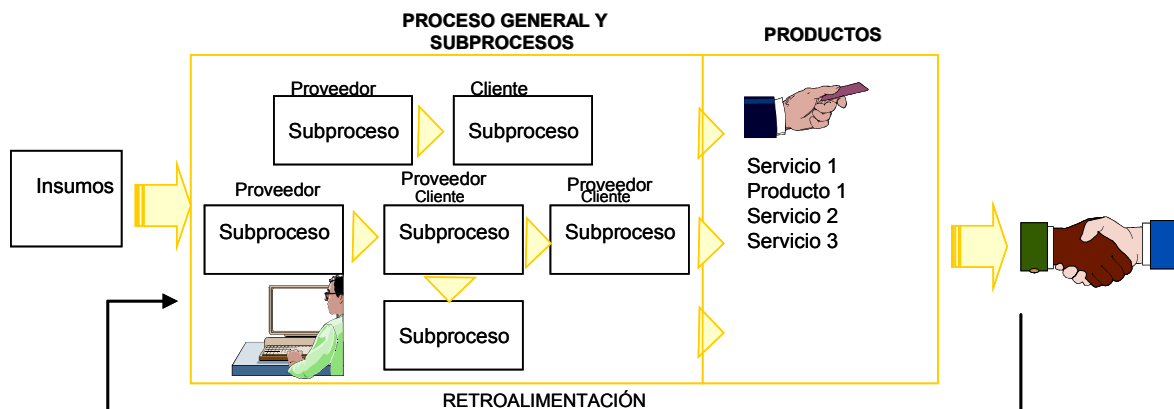 PROCESO GENERAL Y
SUBPROCESOS
PRODUCTOS
Proveedor
Cliente
Subproceso
Subproceso
Insumos
Proveedor
Proveedor
Cliente
Proveedor
Cliente
Subproceso
Subproceso
Subproceso
Subproceso
Servicio 1
Producto 1
Servicio 2
Servicio 3
RETROALIMENTACIÓN